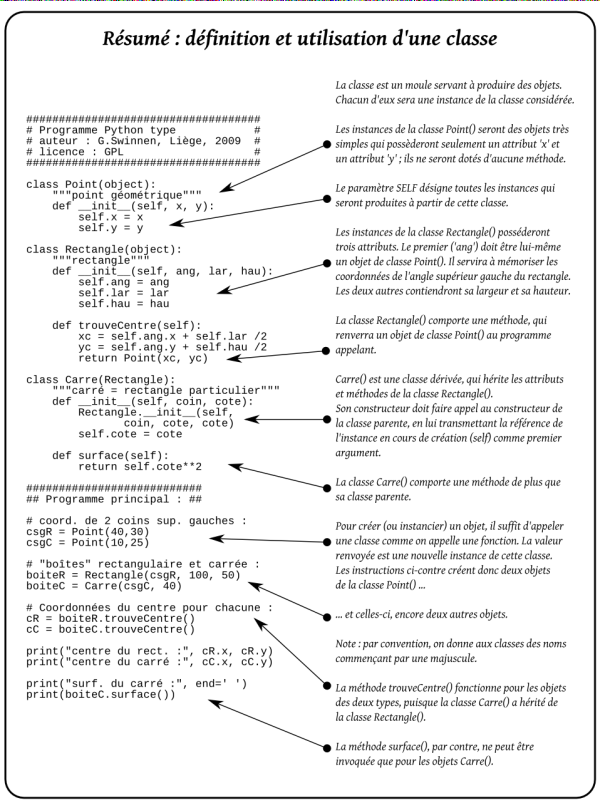 Résumé : définition et utilisation d'une classe
####################################
# Programme Python type            #
# auteur : G.Swinnen, Liège, 2009  #
# licence : GPL                    #
####################################
class Point(object):
    """point géométrique"""
    def __init__(self, x, y):
        self.x = x
        self.y = y
class Rectangle(object):
    """rectangle"""
    def __init__(self, ang, lar, hau):
        self.ang = ang
        self.lar = lar
        self.hau = hau
    def trouveCentre(self):
        xc = self.ang.x + self.lar /2
        yc = self.ang.y + self.hau /2
        return Point(xc, yc)
class Carre(Rectangle):
    """carré = rectangle particulier"""
    def __init__(self, coin, cote):
        Rectangle.__init__(self,
               coin, cote, cote)
        self.cote = cote
    def surface(self):
        return self.cote**2
###########################
## Programme principal : ##
# coord. de 2 coins sup. gauches :
csgR = Point(40,30)
csgC = Point(10,25)
# "boîtes" rectangulaire et carrée :
boiteR = Rectangle(csgR, 100, 50)
boiteC = Carre(csgC, 40)
# Coordonnées du centre pour chacune :
cR = boiteR.trouveCentre()
cC = boiteC.trouveCentre()
print("centre du rect. :", cR.x, cR.y)
print("centre du carré :", cC.x, cC.y)
print("surf. du carré :", end=' ')
print(boiteC.surface())
La classe est un moule servant à produire des objets.
Chacun d'eux sera une instance de la classe considérée.
Les instances de la classe Point() seront des objets très
simples qui possèderont seulement un attribut 'x' et
un attribut 'y' ; ils ne seront dotés d'aucune méthode.
Le paramètre SELF désigne toutes les instances qui
seront produites à partir de cette classe.
Les instances de la classe Rectangle() posséderont
trois attributs. Le premier ('ang') doit être lui-même
un objet de classe Point(). Il servira à mémoriser les
coordonnées de l'angle supérieur gauche du rectangle.
Les deux autres contiendront sa largeur et sa hauteur.
La classe Rectangle() comporte une méthode, qui
renverra un objet de classe Point() au programme
appelant.
Carré() est une classe dérivée, qui hérite les attributs
et méthodes de la classe Rectangle().
Son constructeur doit faire appel au constructeur de
la classe parente, en lui transmettant la référence de
l'instance en cours de création (self) comme premier
argument.
La classe Carré() comporte une méthode de plus que
sa classe parente.
Pour créer (ou instancier) un objet, il suffit d'appeler
une classe comme on appelle une fonction. La valeur
renvoyée est une nouvelle instance de cette classe.
Les instructions ci-contre créent donc deux objets
de la classe Point() ...
... et celles-ci, encore deux autres objets.
Note : par convention, on donne aux classes des noms
commençant par une majuscule.
La méthode trouveCentre() fonctionne pour les objets
des deux types, puisque la classe Carré() a hérité de
la classe Rectangle().
La méthode surface(), par contre, ne peut être
invoquée que pour les objets Carré().